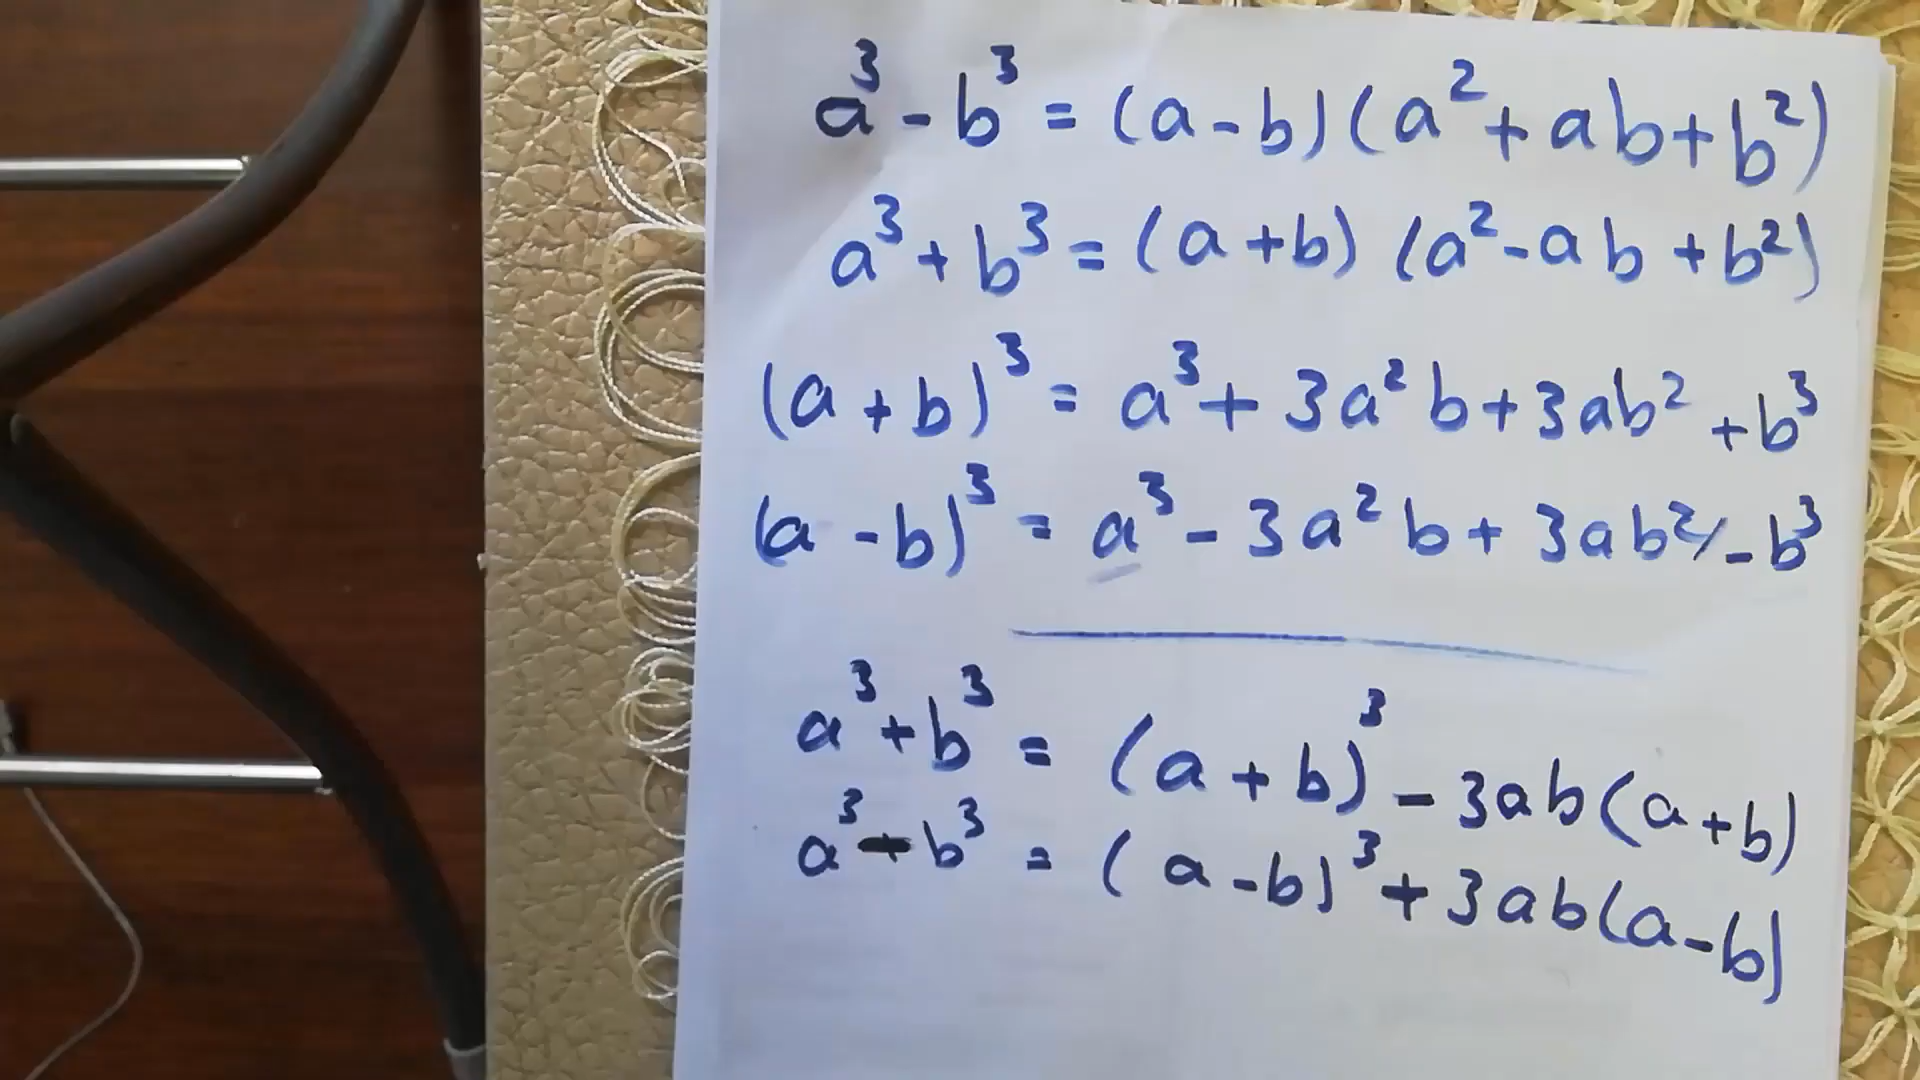 a³ - b³ = (a - b) (a² + ab + b²)
a³ + b³ = (a + b) (a² - ab + b²)
(a + b)³ = a³ + 3a²b + 3ab² + b³
(a - b)³ = a³ - 3a²b + 3ab² - b³
a³ + b³ = (a + b)³ - 3ab(a + b)
a³ - b³ = (a - b)³ + 3ab(a - b)